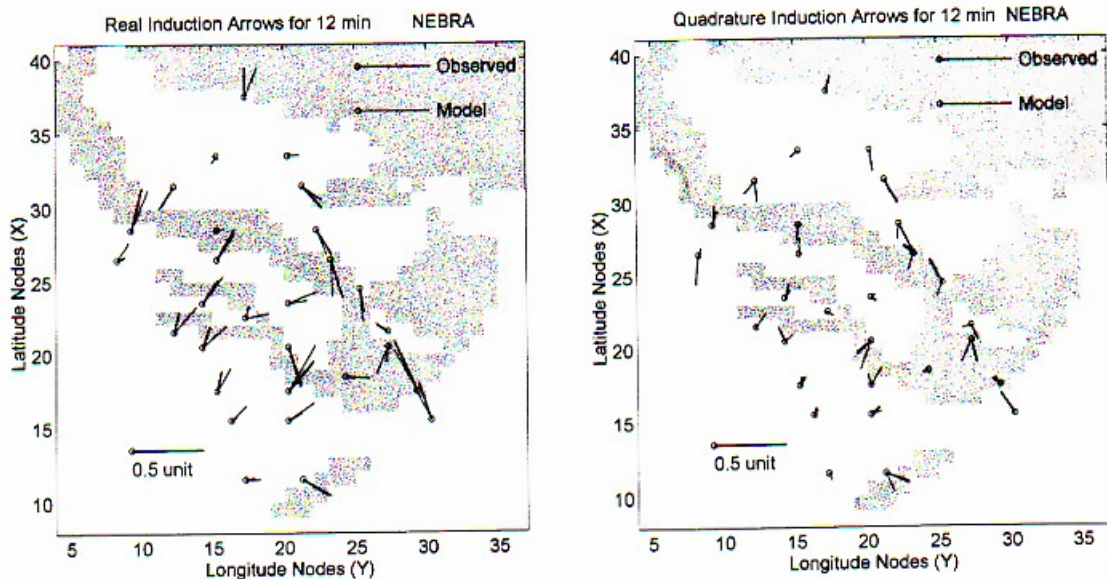 Real Induction Arrows for 12 min NEBRA
Observed
Model
0.5 unit
40
35
30
25
20
15
10
5 10 15 20 25 30 35
Latitude Nodes (X)
Longitude Nodes (Y)
Quadrature Induction Arrows for 12 min NEBRA
Observed
Model
0.5 unit
40
35
30
25
20
15
10
5 10 15 20 25 30 35
Latitude Nodes (X)
Longitude Nodes (Y)